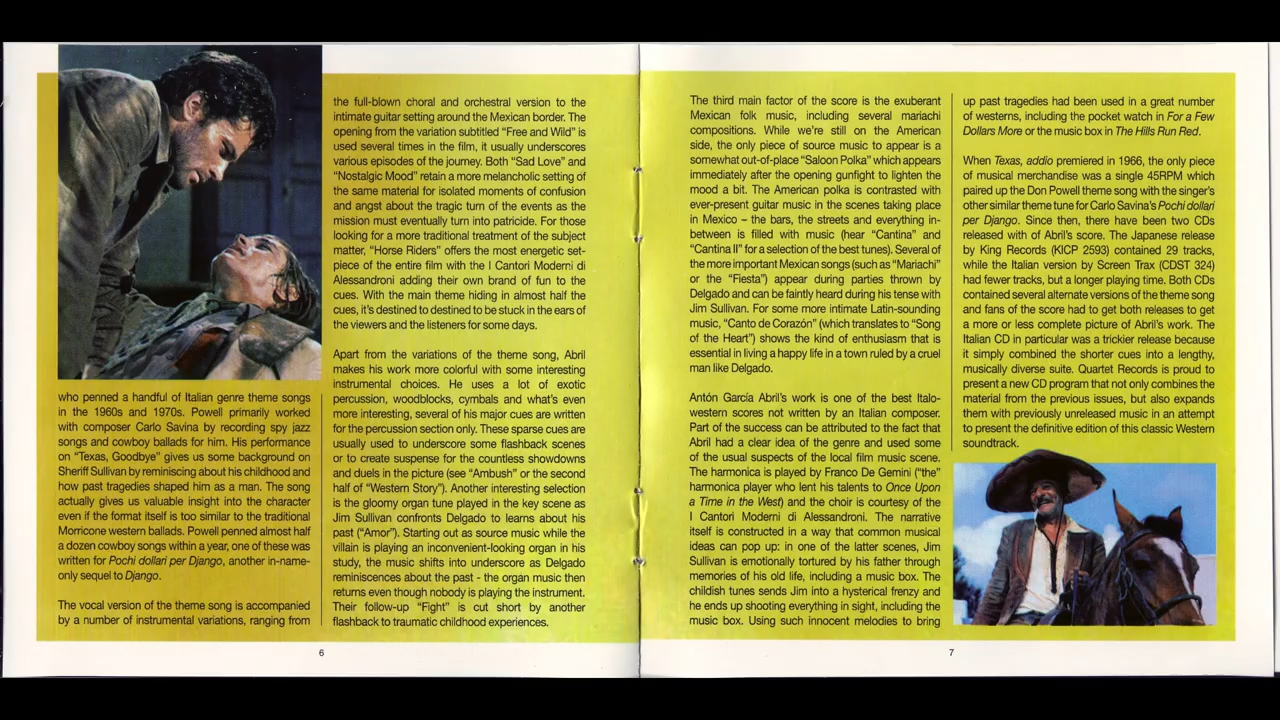 who penned a handful of Italian genre theme songs
in the 1960s and 1970s. Powell primarily worked
with composer Carlo Savina by recording spy jazz
songs and cowboy ballads for him. His performance
on “Texas, Goodbye” gives us some background on
Sheriff Sullivan by reminiscing about his childhood and
how past tragedies shaped him as a man. The song
actually gives us valuable insight into the character
even if the format itself is too similar to the traditional
Morricone western ballads. Powell penned almost half
a dozen cowboy songs within a year, one of these was
written for Pochi dollari per Django, another in-name-
only sequel to Django.
The vocal version of the theme song is accompanied
by a number of instrumental variations, ranging from
the full-blown choral and orchestral version to the
intimate guitar setting around the Mexican border. The
opening from the variation subtitled “Free and Wild” is
used several times in the film, it usually underscores
various episodes of the journey. Both “Sad Love” and
“Nostalgic Mood” retain a more melancholic setting of
the same material for isolated moments of confusion
and angst about the tragic turn of the events as the
mission must eventually turn into patricide. For those
looking for a more traditional treatment of the subject
matter, “Horse Riders” offers the most energetic set-
piece of the entire film with the I Cantori Moderni di
Alessandroni adding their own brand of fun to the
cues. With the main theme hiding in almost half the
cues, it’s destined to destined to be stuck in the ears of
the viewers and the listeners for some days.
Apart from the variations of the theme song, Abril
makes his work more colorful with some interesting
instrumental choices. He uses a lot of exotic
percussion, woodblocks, cymbals and what’s even
more interesting, several of his major cues are written
for the percussion section only. These sparse cues are
usually used to underscore some flashback scenes
or to create suspense for the countless showdowns
and duels in the picture (see “Ambush” or the second
half of “Western Story”). Another interesting selection
is the gloomy organ tune played in the key scene as
Jim Sullivan confronts Delgado to learn about his
past (“Amor”). Starting out as source music while the
villain is playing an inconvenient-looking organ in his
study, the music shifts into underscore as Delgado
reminiscences about the past - the organ music then
returns even though nobody is playing the instrument.
Their follow-up “Fight” is cut short by another
flashback to traumatic childhood experiences.
6
The third main factor of the score is the exuberant
Mexican folk music, including several mariachi
compositions. While we’re still on the American
side, the only piece of source music to appear is a
somewhat out-of-place “Saloon Polka” which appears
immediately after the opening gunfight to lighten the
mood a bit. The American polka is contrasted with
ever-present guitar music in the scenes taking place
in Mexico – the bars, the streets and everything in-
between is filled with music (hear “Cantina” and
“Cantina II” for a selection of the best tunes). Several of
the more important Mexican songs (such as “Mariachi”
or the “Fiesta”) appear during parties thrown by
Delgado and can be faintly heard during his tense with
Jim Sullivan. For some more intimate Latin-sounding
music, “Canto de Corazón” (which translates to “Song
of the Heart”) shows the kind of enthusiasm that is
essential in living a happy life in a town ruled by a cruel
man like Delgado.
Antón García Abril’s work is one of the best Italo-
western scores not written by an Italian composer.
Part of the success can be attributed to the fact that
Abril had a clear idea of the genre and used some
of the usual suspects of the local film music scene.
The harmonica is played by Franco De Gemini (“the”
harmonica player who lent his talents to Once Upon
a Time in the West) and the choir is courtesy of the
I Cantori Moderni di Alessandroni. The narrative
itself is constructed in a way that common musical
ideas can pop up: in one of the latter scenes, Jim
Sullivan is emotionally tortured by his father through
memories of his old life, including a music box. The
childish tunes sends Jim into a hysterical frenzy and
he ends up shooting everything in sight, including the
music box. Using such innocent melodies to bring
up past tragedies had been used in a great number
of westerns, including the pocket watch in For a Few
Dollars More or the music box in The Hills Run Red.
When Texas, addio premiered in 1966, the only piece
of musical merchandise was a single 45RPM which
paired up the Don Powell theme song with the singer’s
other similar theme tune for Carlo Savina’s Pochi dollari
per Django. Since then, there have been two CDs
released with of Abril’s score. The Japanese release
by King Records (KICP 2593) contained 29 tracks,
while the Italian version by Screen Trax (CDST 324)
had fewer tracks, but a longer playing time. Both CDs
contained several alternate versions of the theme song
and fans of the score had to get both releases to get
a more or less complete picture of Abril’s work. The
Italian CD in particular was a trickier release because
it simply combined the shorter cues into a lengthy,
musically diverse suite. Quartet Records is proud to
present a new CD program that not only combines the
material from the previous issues, but also expands
them with previously unreleased music in an attempt
to present the definitive edition of this classic Western
soundtrack.
7